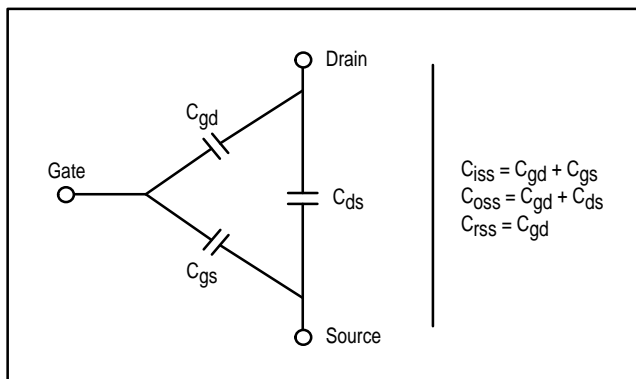 Drain
Cgd
Gate
Cds
Cgs
Source
Ciss = Cgd + Cgs
Coss = Cgd + Cds
Crss = Cgd